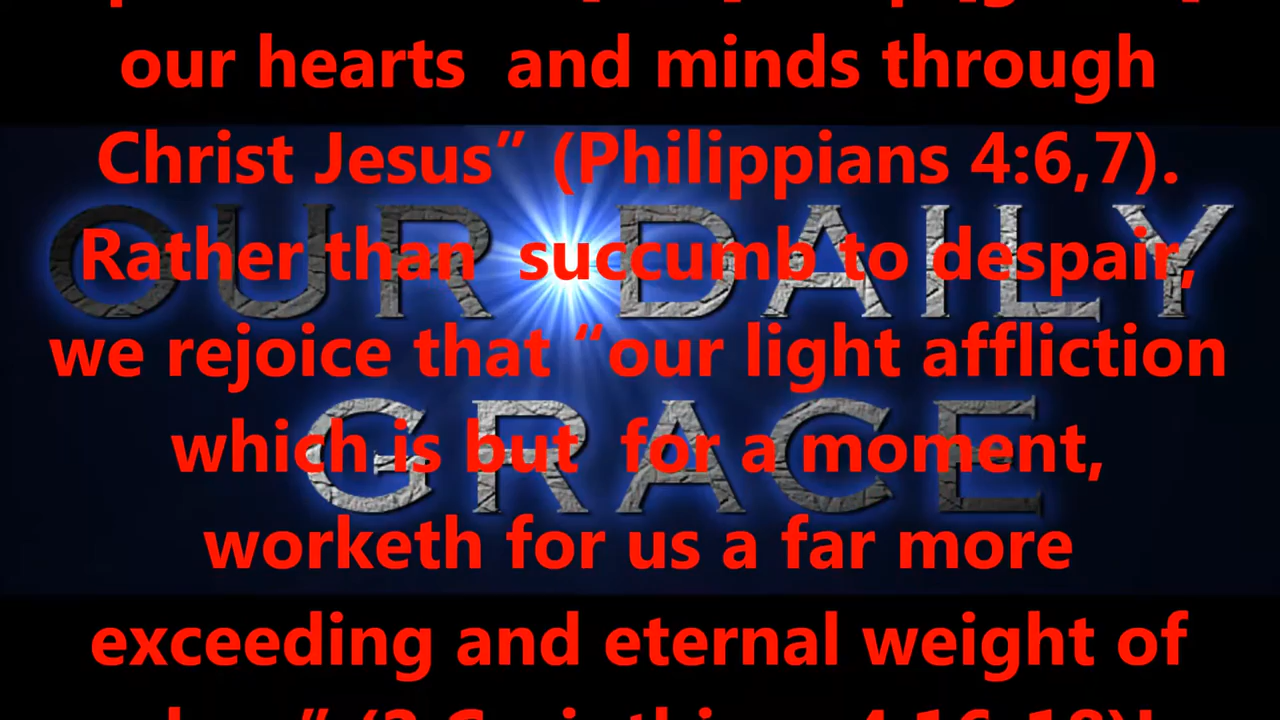 our hearts and minds through
Christ Jesus” (Philippians 4:6,7).
OUR DAILY
Rather than succumb to despair,
we rejoice that “our light affliction
GRACE
which is but for a moment,
worketh for us a far more
exceeding and eternal weight of